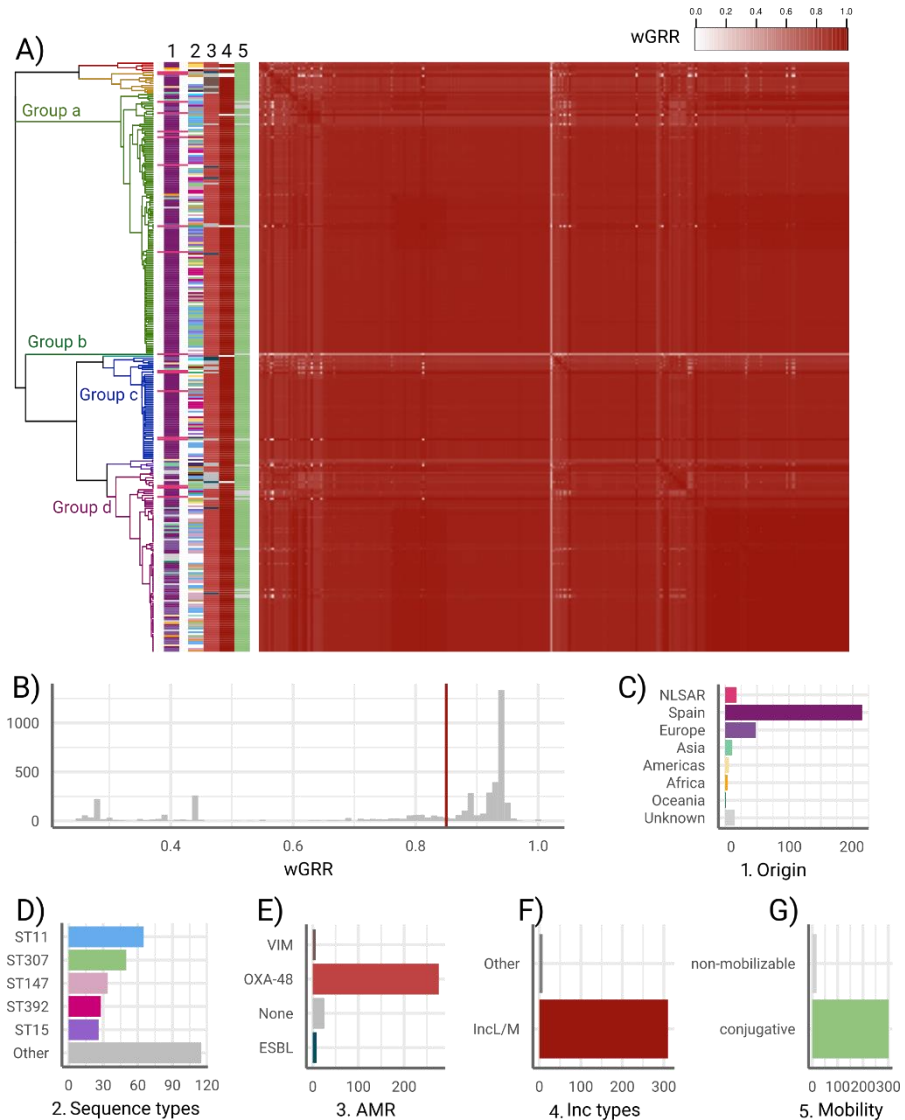 0.0 0.2 0.4 0.6 0.8 1.0
wGRR
A)
1 2 3 4 5
Group a
Group b
Group c
Group d
B)
1000
500
0
0.4 0.6 0.8 1.0
wGRR
C)
NLSAR
Spain
Europe
Asia
Americas
Africa
Oceania
Unknown
0 100 200
1. Origin
D)
ST11
ST307
ST147
ST392
ST15
Other
0 30 60 90 120
2. Sequence types
E)
VIM
OXA-48
None
ESBL
0 100 200
3. AMR
F)
Other
IncL/M
0 100 200 300
4. Inc types
G)
non-mobilizable
conjugative
0 100 200 300
5. Mobility